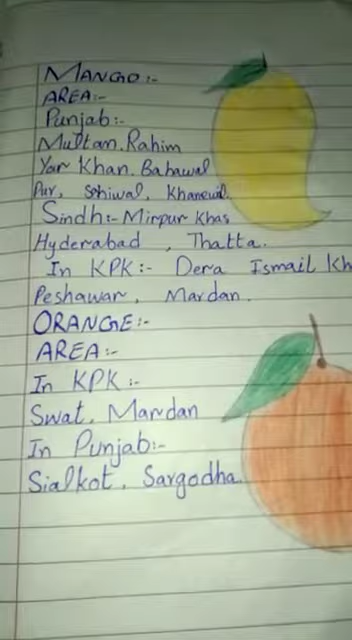 MANGO:-
AREA:-
Punjab:-
Multan, Rahim
Yar Khan, Bahawal
Pur, Sahiwal, Khanewal.
Sindh:- Mirpur Khas
Hyderabad, Thatta.
In KPK:- Dera Ismail Kh
Peshawar, Mardan.
ORANGE:-
AREA:-
In KPK:-
Swat, Mardan
In Punjab:-
Sialkot, Sargodha.